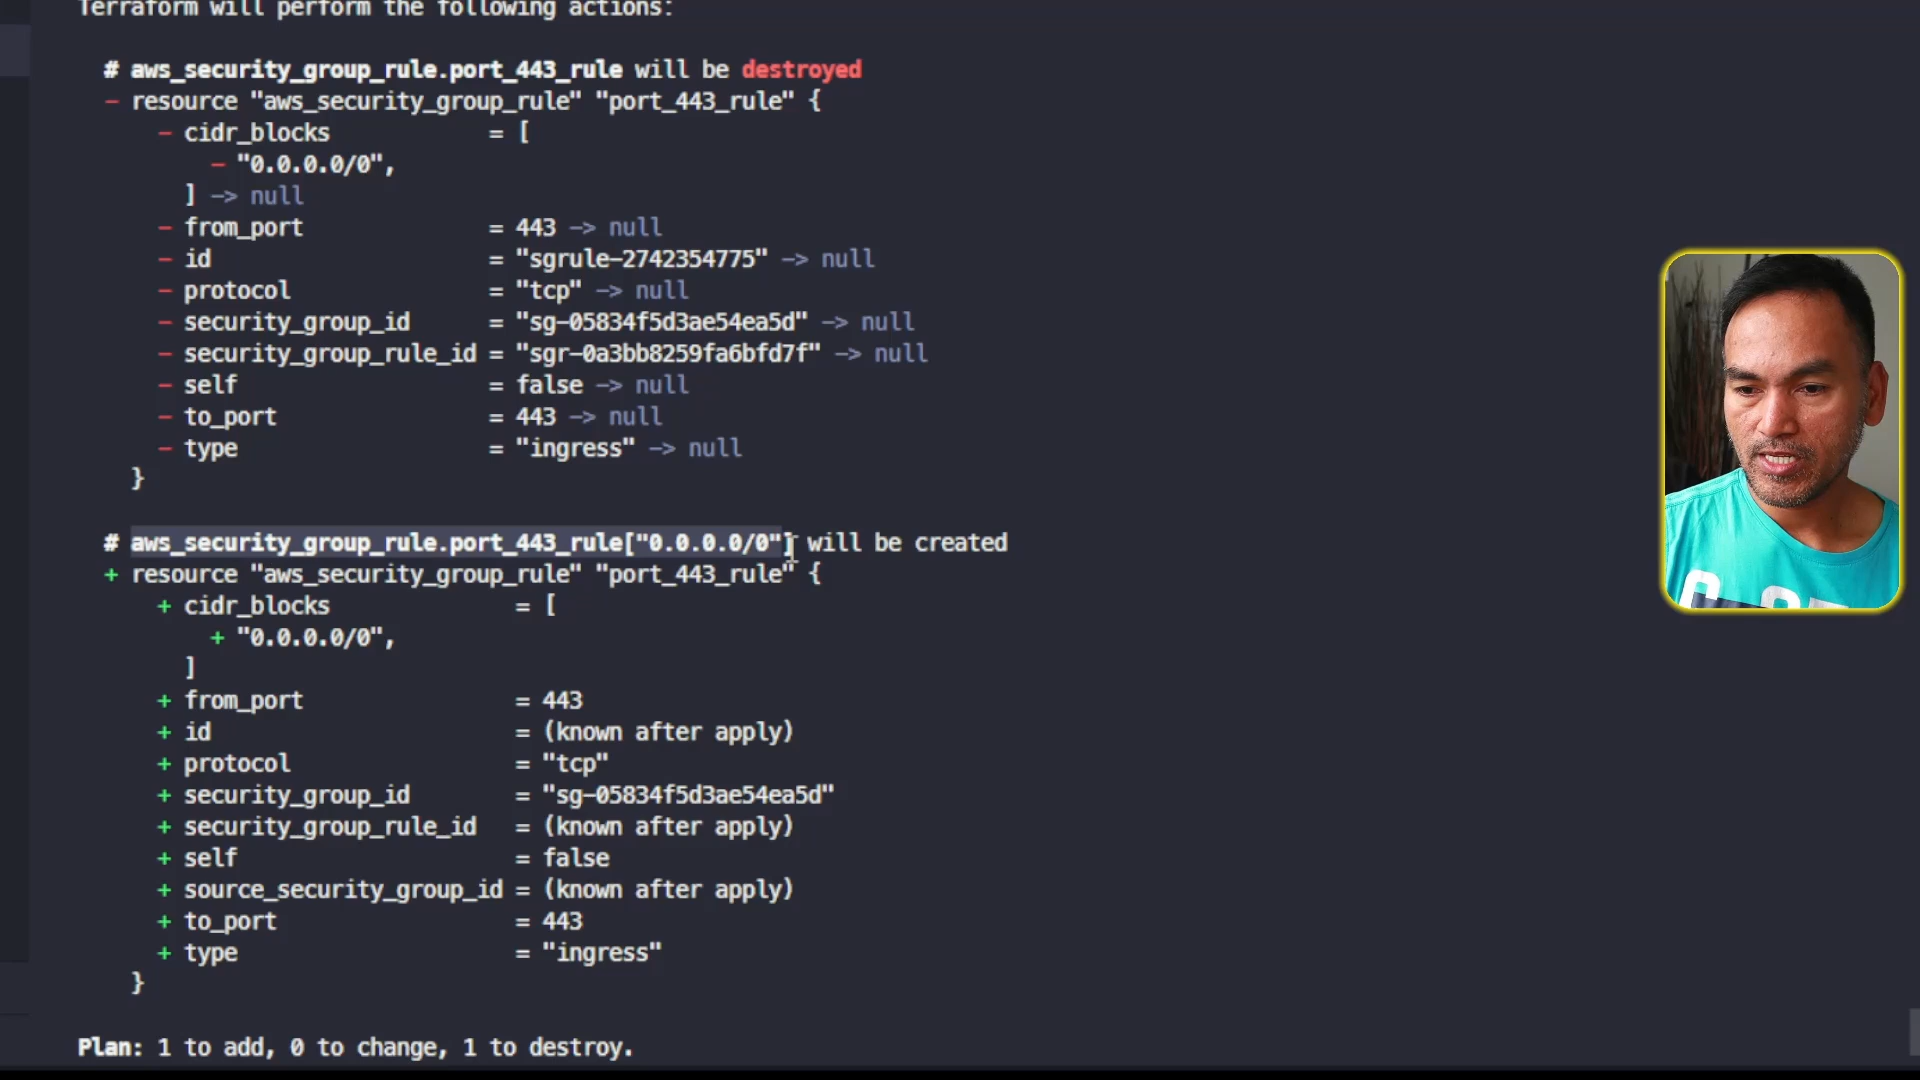 Terraform will perform the following actions:
# aws_security_group_rule.port_443_rule will be destroyed
- resource "aws_security_group_rule" "port_443_rule" {
- cidr_blocks = [
- "0.0.0.0/0",
] -> null
- from_port = 443 -> null
- id = "sgrule-2742354775" -> null
- protocol = "tcp" -> null
- security_group_id = "sg-05834f5d3ae54ea5d" -> null
- security_group_rule_id = "sgr-0a3bb8259fa6bfd7f" -> null
- self = false -> null
- to_port = 443 -> null
- type = "ingress" -> null
}
# aws_security_group_rule.port_443_rule["0.0.0.0/0"] will be created
+ resource "aws_security_group_rule" "port_443_rule" {
+ cidr_blocks = [
+ "0.0.0.0/0",
]
+ from_port = 443
+ id = (known after apply)
+ protocol = "tcp"
+ security_group_id = "sg-05834f5d3ae54ea5d"
+ security_group_rule_id = (known after apply)
+ self = false
+ source_security_group_id = (known after apply)
+ to_port = 443
+ type = "ingress"
}
Plan: 1 to add, 0 to change, 1 to destroy.